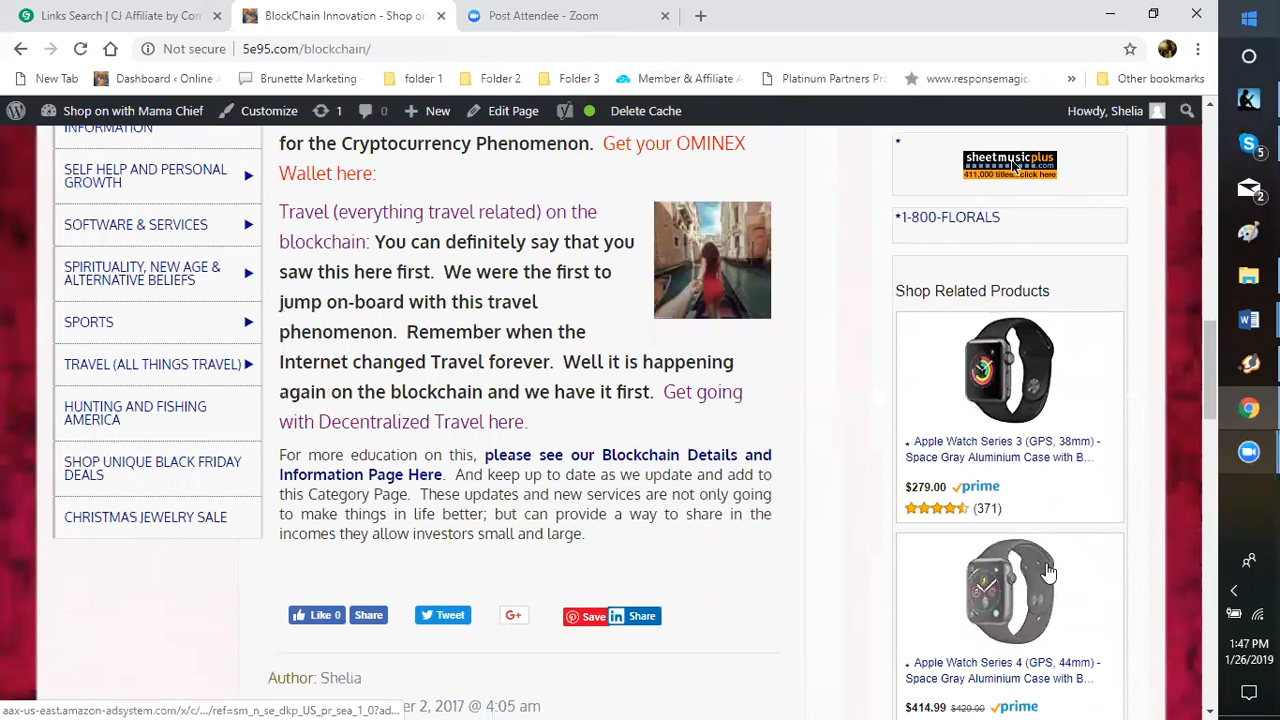 Links Search | CJ Affiliate by Con
BlockChain Innovation - Shop on
Post Attendee - Zoom
Not secure
5e95.com/blockchain/
New Tab
Dashboard ‹ Online
Brunette Marketing -
folder 1
Folder 2
Folder 3
Member & Affiliate A
Platinum Partners Pr
www.responsemagic.
»
Other bookmarks
Shop on with Mama Chief
Customize
1
0
New
Edit Page
Delete Cache
Howdy, Shelia
INFORMATION
SELF HELP AND PERSONAL
GROWTH
SOFTWARE & SERVICES
SPIRITUALITY, NEW AGE &
ALTERNATIVE BELIEFS
SPORTS
TRAVEL (ALL THINGS TRAVEL)
HUNTING AND FISHING
AMERICA
SHOP UNIQUE BLACK FRIDAY
DEALS
CHRISTMAS JEWELRY SALE
for the Cryptocurrency Phenomenon. Get your OMINEX
Wallet here:
Travel (everything travel related) on the
blockchain: You can definitely say that you
saw this here first. We were the first to
jump on-board with this travel
phenomenon. Remember when the
Internet changed Travel forever. Well it is happening
again on the blockchain and we have it first. Get going
with Decentralized Travel here.
For more education on this, please see our Blockchain Details and
Information Page Here. And keep up to date as we update and add to
this Category Page. These updates and new services are not only going
to make things in life better; but can provide a way to share in the
incomes they allow investors small and large.
Like 0
Share
Tweet
G+
Save
in Share
Author: Shelia
er 2, 2017 @ 4:05 am
*
sheetmusicplus
.com
411,000 titles. click here
*1-800-FLORALS
Shop Related Products
Apple Watch Series 3 (GPS, 38mm) -
Space Gray Aluminium Case with B...
$279.00 prime
(371)
Apple Watch Series 4 (GPS, 44mm) -
Space Gray Aluminium Case with B...
$414.99 $429.00 prime
aax-us-east.amazon-adsystem.com/x/c/.../ref=sm_n_se_dkp_US_pr_sea_1_0?ad...
5
2
1:47 PM
1/26/2019